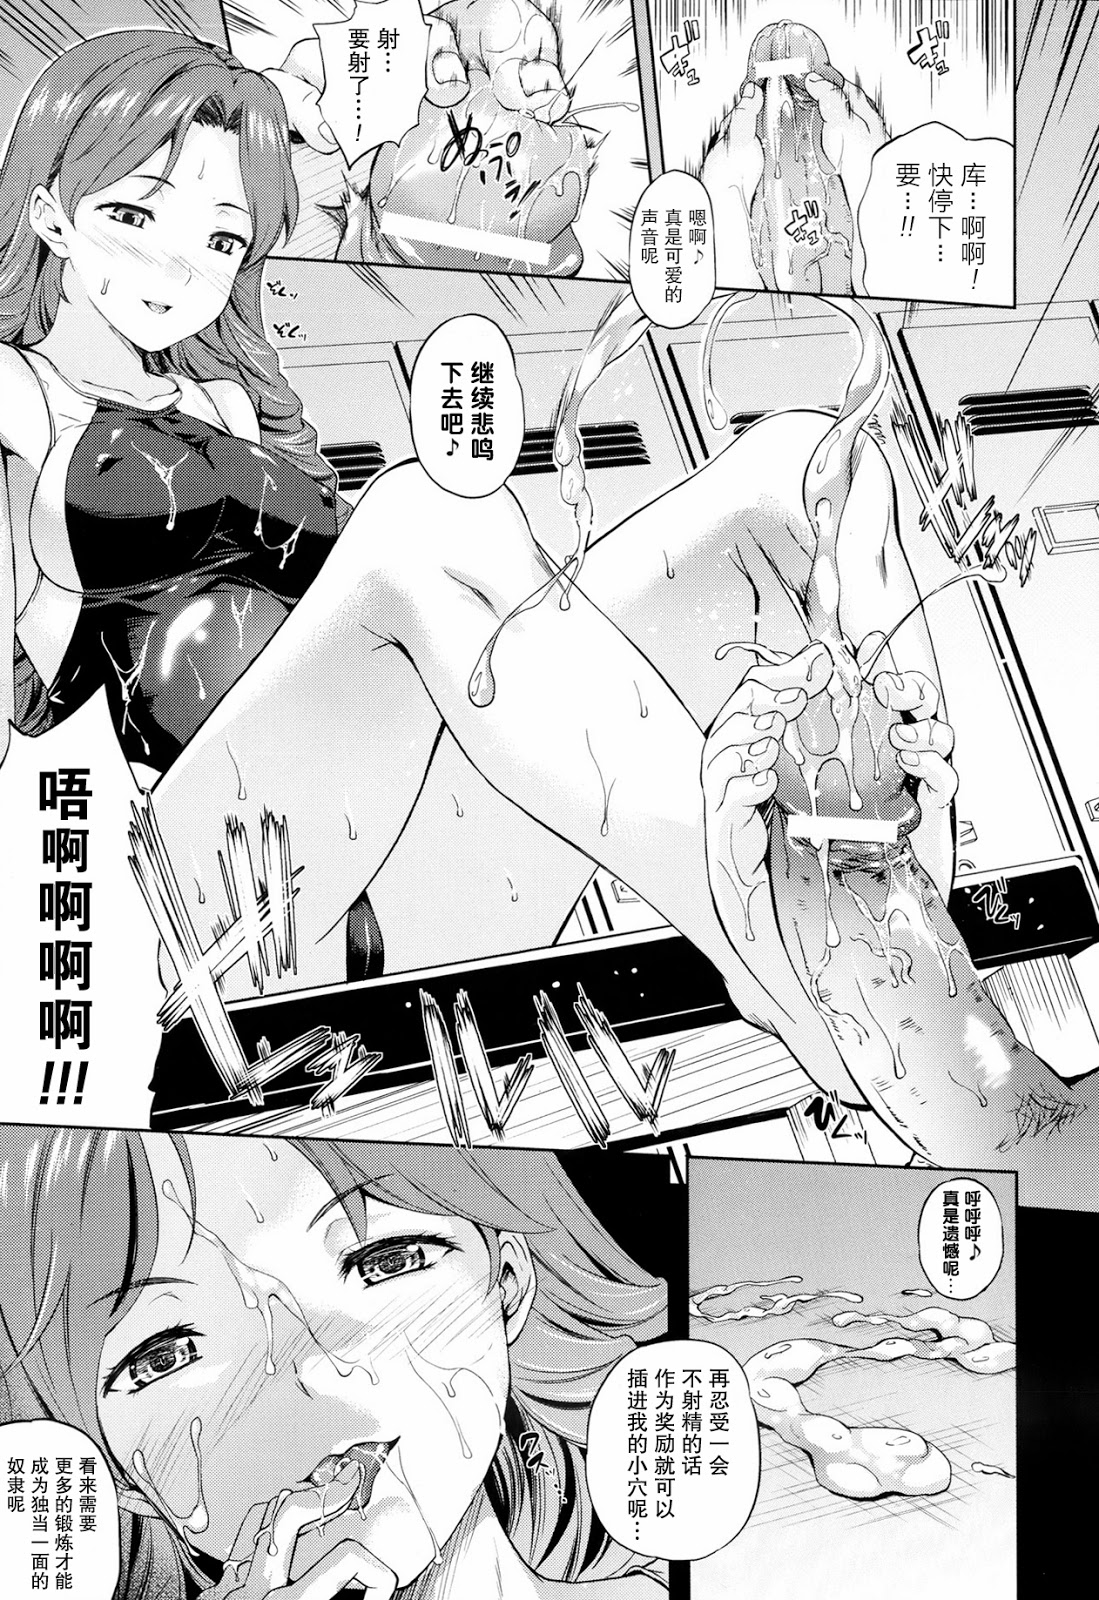 库…啊啊!
快停下…
要…!!
射…
要射了…!
嗯啊♪
真是可爱的
声音呢
继续悲鸣
下去吧♪
唔啊啊啊啊!!!
呼呼呼♪
真是遗憾呢…
再忍受一会
不射精的话
作为奖励就可以
插进我的小穴呢…
看来需要
更多的锻炼才能
成为独当一面的
奴隶呢